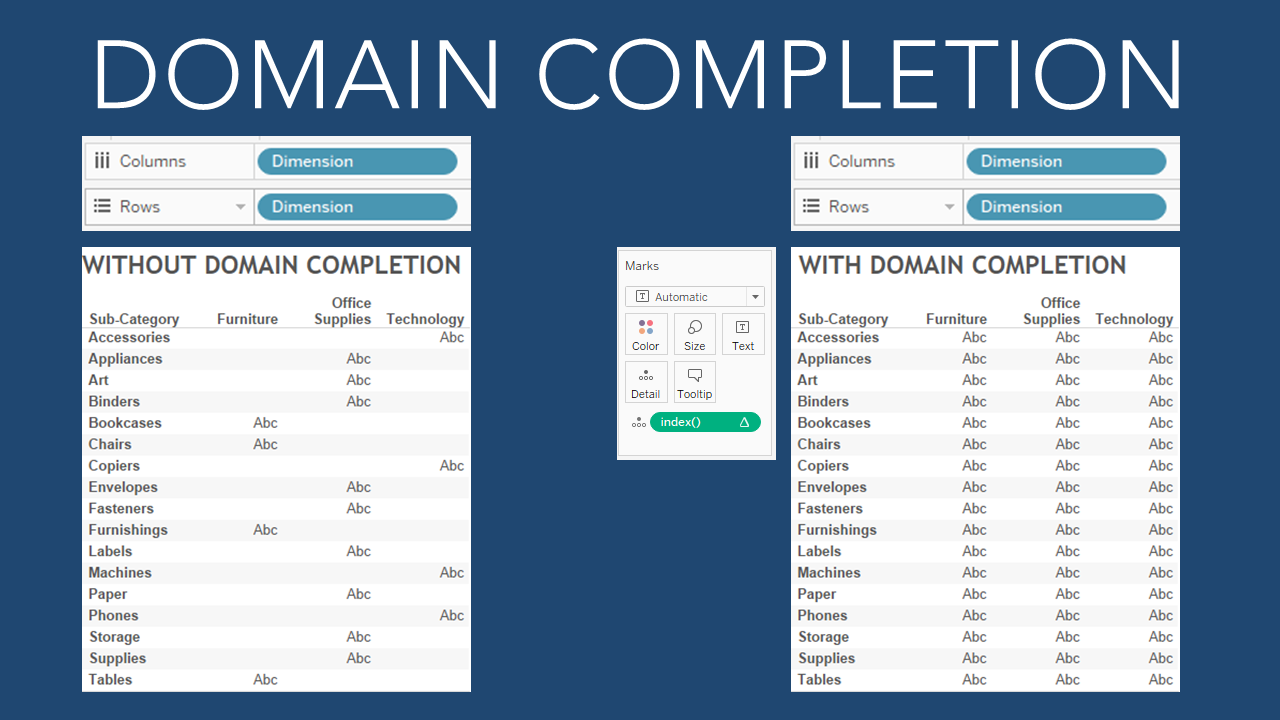 DOMAIN COMPLETION
Columns Dimension
Rows Dimension
WITHOUT DOMAIN COMPLETION
Office
Sub-Category Furniture Supplies Technology
Accessories Abc
Appliances Abc
Art Abc
Binders Abc
Bookcases Abc
Chairs Abc
Copiers Abc
Envelopes Abc
Fasteners Abc
Furnishings Abc
Labels Abc
Machines Abc
Paper Abc
Phones Abc
Storage Abc
Supplies Abc
Tables Abc
Marks
Automatic
Color Size Text
Detail Tooltip
index() Δ
Columns Dimension
Rows Dimension
WITH DOMAIN COMPLETION
Office
Sub-Category Furniture Supplies Technology
Accessories Abc Abc Abc
Appliances Abc Abc Abc
Art Abc Abc Abc
Binders Abc Abc Abc
Bookcases Abc Abc Abc
Chairs Abc Abc Abc
Copiers Abc Abc Abc
Envelopes Abc Abc Abc
Fasteners Abc Abc Abc
Furnishings Abc Abc Abc
Labels Abc Abc Abc
Machines Abc Abc Abc
Paper Abc Abc Abc
Phones Abc Abc Abc
Storage Abc Abc Abc
Supplies Abc Abc Abc
Tables Abc Abc Abc